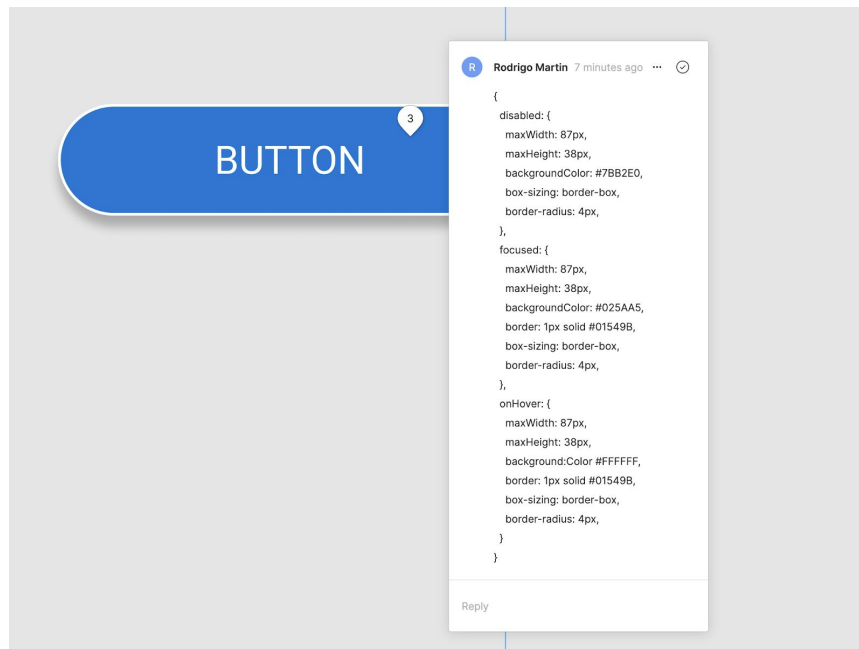 BUTTON
3
R
Rodrigo Martin 7 minutes ago ...
{
disabled: {
maxWidth: 87px,
maxHeight: 38px,
backgroundColor: #7BB2E0,
box-sizing: border-box,
border-radius: 4px,
},
focused: {
maxWidth: 87px,
maxHeight: 38px,
backgroundColor: #025AA5,
border: 1px solid #01549B,
box-sizing: border-box,
border-radius: 4px,
},
onHover: {
maxWidth: 87px,
maxHeight: 38px,
background:Color #FFFFFF,
border: 1px solid #01549B,
box-sizing: border-box,
border-radius: 4px,
}
}
Reply